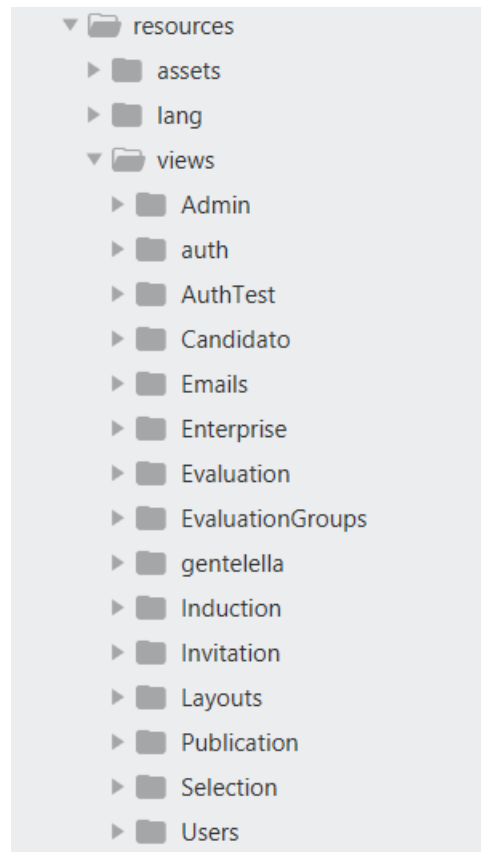 resources
assets
lang
views
Admin
auth
AuthTest
Candidato
Emails
Enterprise
Evaluation
EvaluationGroups
gentelella
Induction
Invitation
Layouts
Publication
Selection
Users